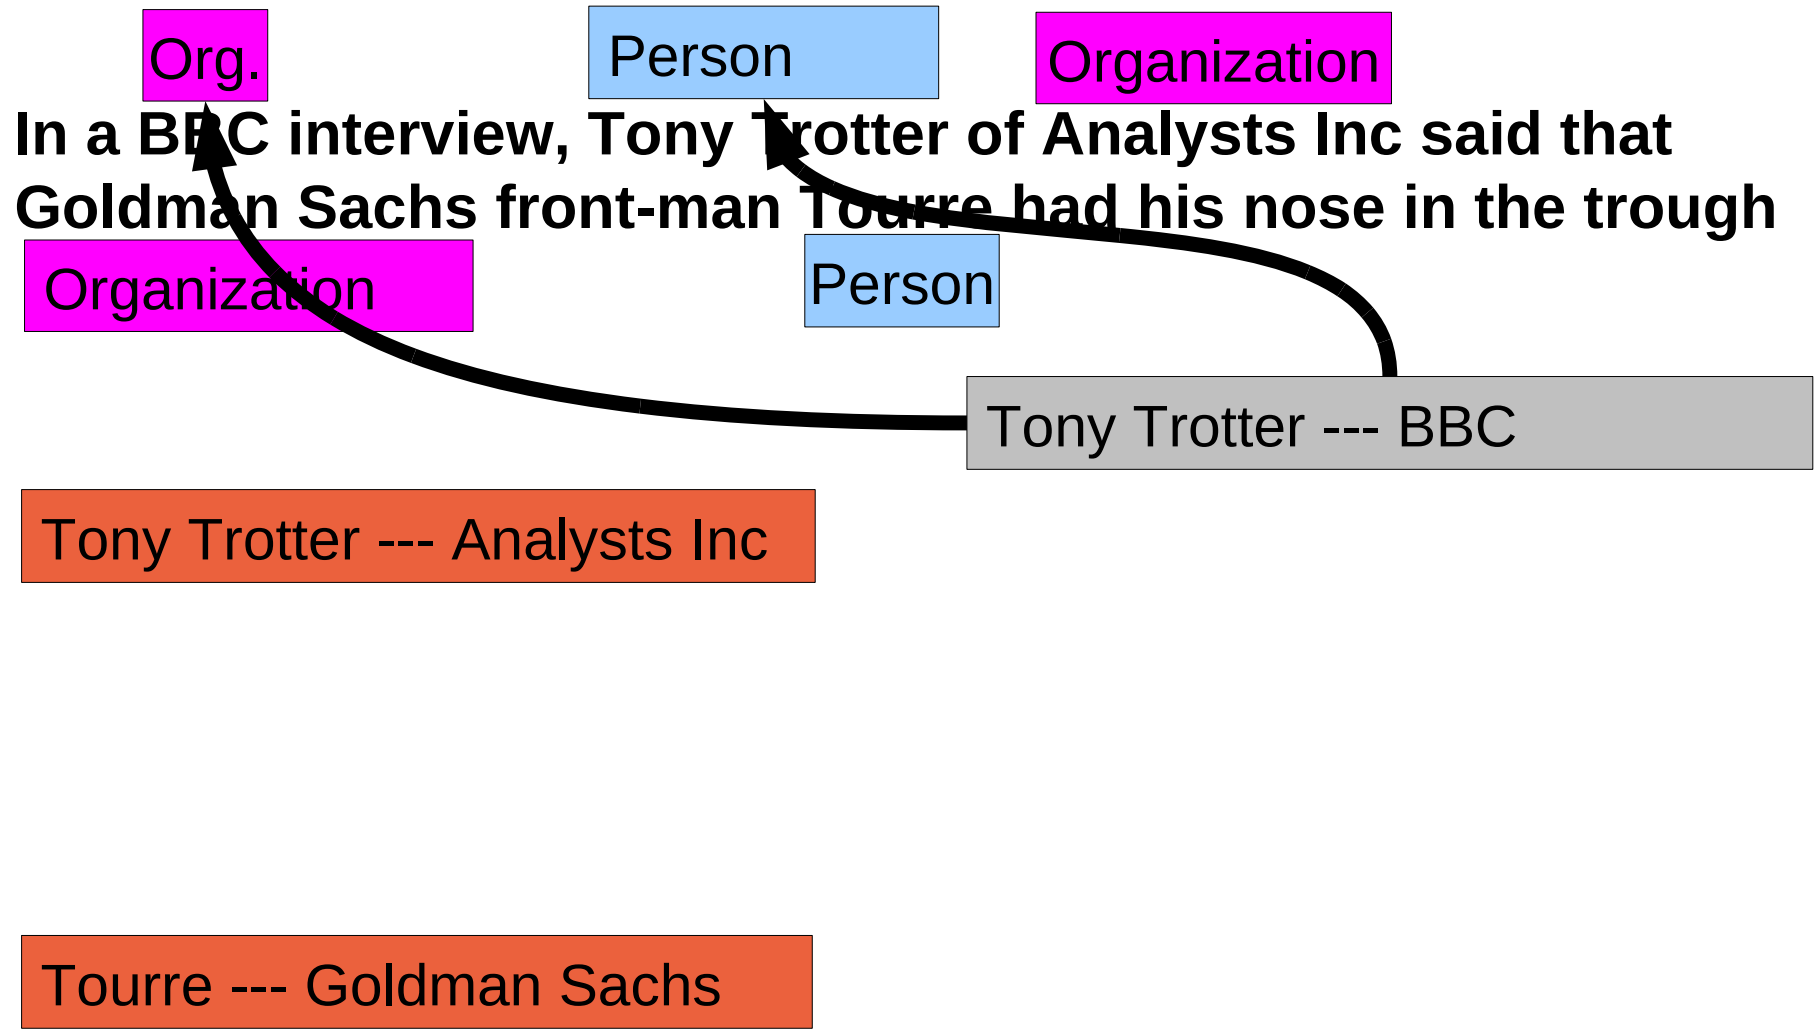 Org.
Person
Organization
In a BBC interview, Tony Trotter of Analysts Inc said that
Goldman Sachs front-man Tourre had his nose in the trough
Organization
Person
Tony Trotter --- BBC
Tony Trotter --- Analysts Inc
Tourre --- Goldman Sachs